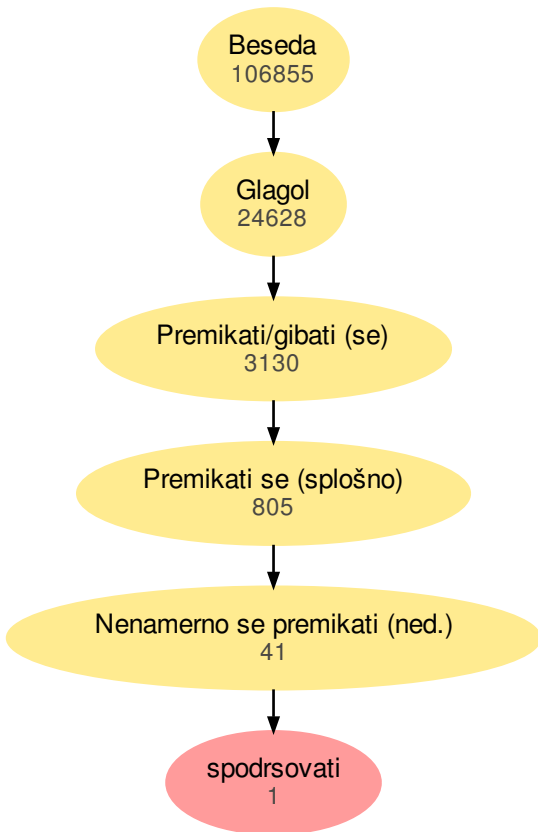 Beseda
106855
Glagol
24628
Premikati/gibati (se)
3130
Premikati se (splošno)
805
Nenamerno se premikati (ned.)
41
spodrsovati
1